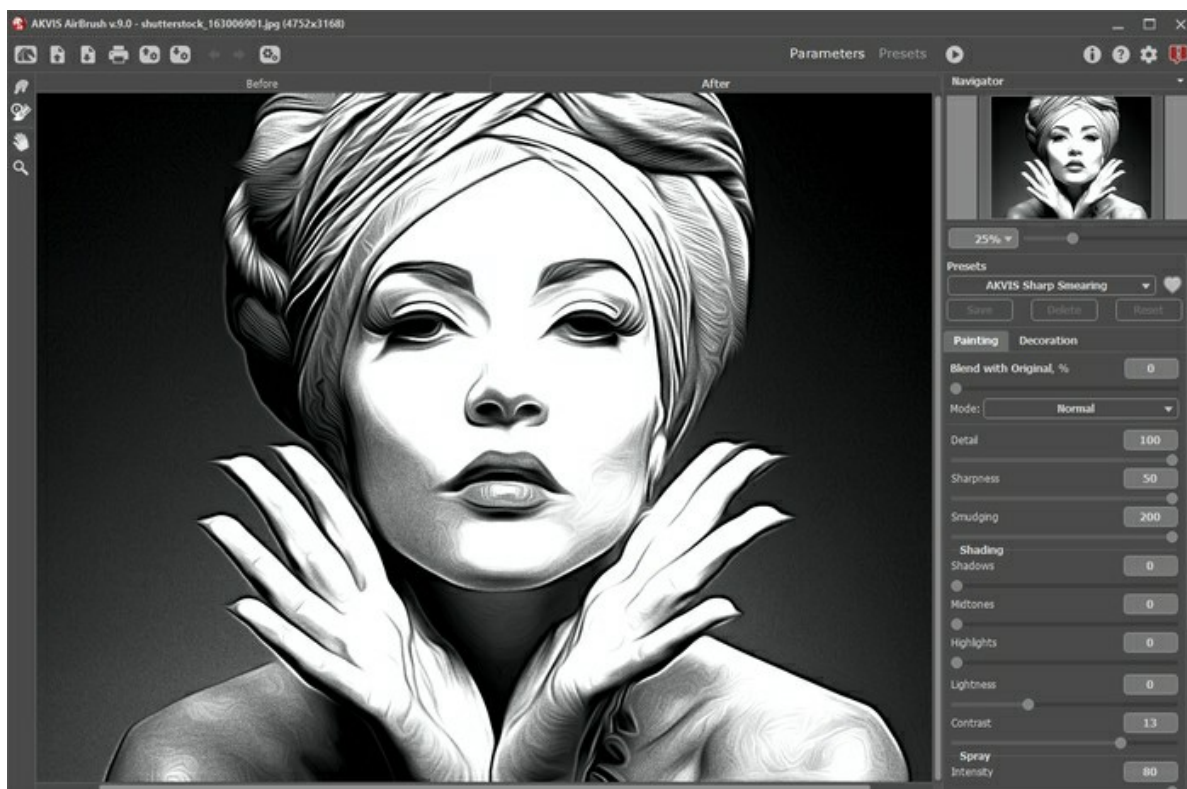 AKVIS AirBrush v.9.0 - shutterstock_163006901.jpg (4752x3168)
Parameters Presets
Before After
Navigator
25%
Presets
AKVIS Sharp Smearing
Save Delete Reset
Painting Decoration
Blend with Original, % 0
Mode: Normal
Detail 100
Sharpness 50
Smudging 200
Shading
Shadows 0
Midtones 0
Highlights 0
Lightness 0
Contrast 13
Spray
Intensity 80